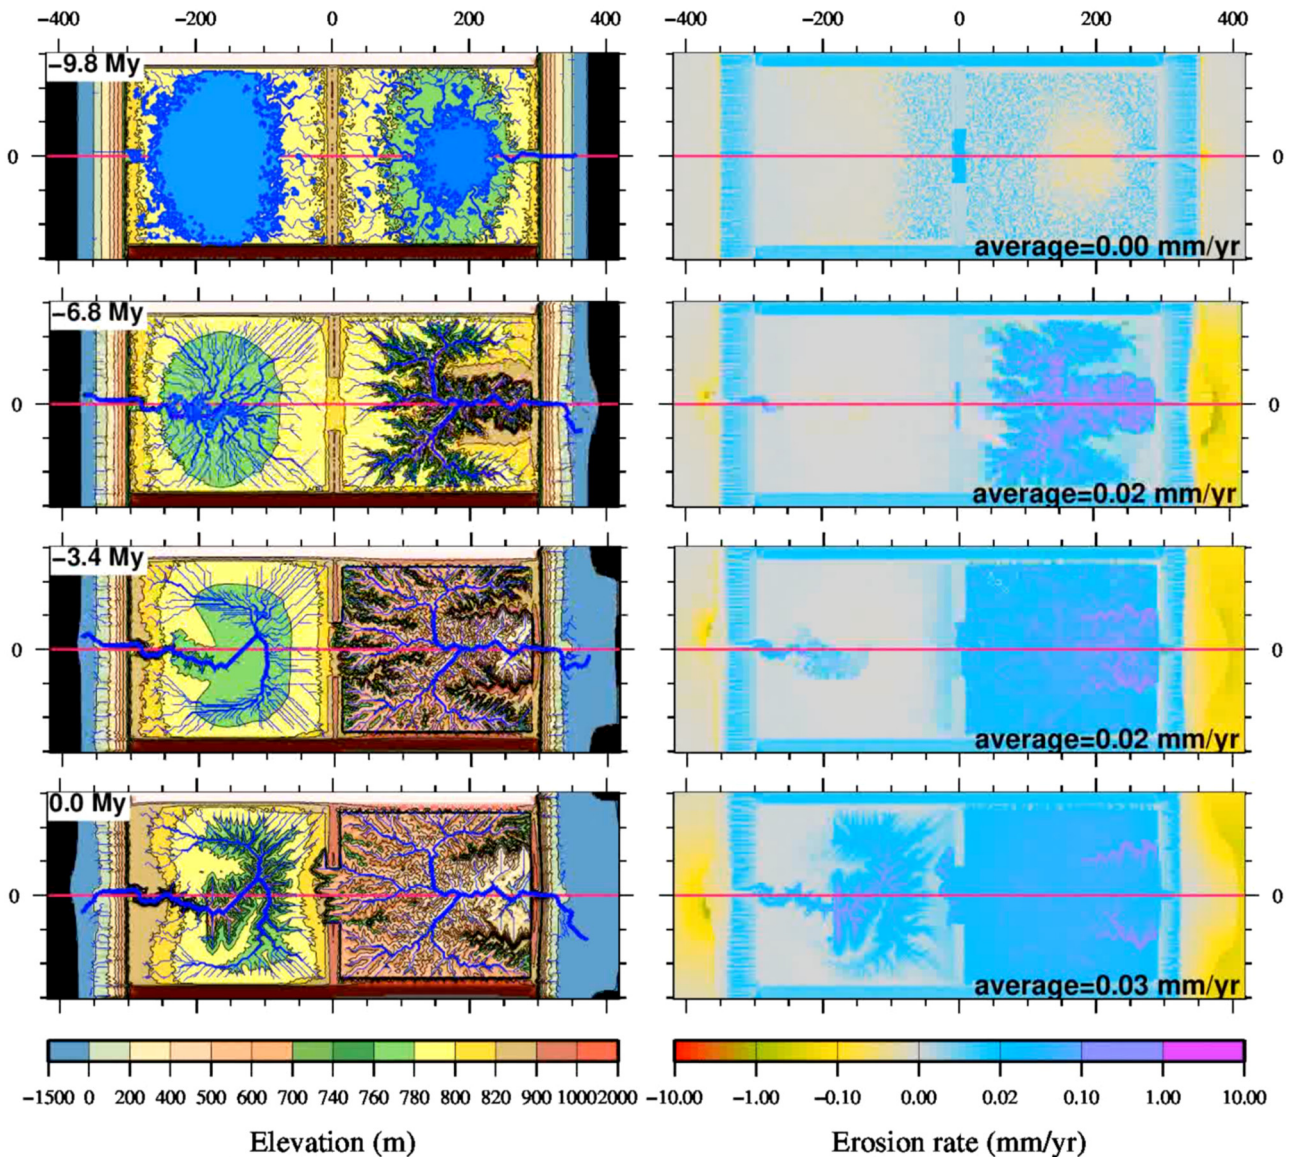 −400 −200 0 200 400 −400 −200 0 200 400
−9.8 My
0 0
average=0.00 mm/yr
−6.8 My
0 0
average=0.02 mm/yr
−3.4 My
0 0
average=0.02 mm/yr
0.0 My
0 0
average=0.03 mm/yr
−1500 0 200 400 500 600 700 740 760 780 800 820 900 1000 2000 −10.00 −1.00 −0.10 0.00 0.02 0.10 1.00 10.00
Elevation (m) Erosion rate (mm/yr)